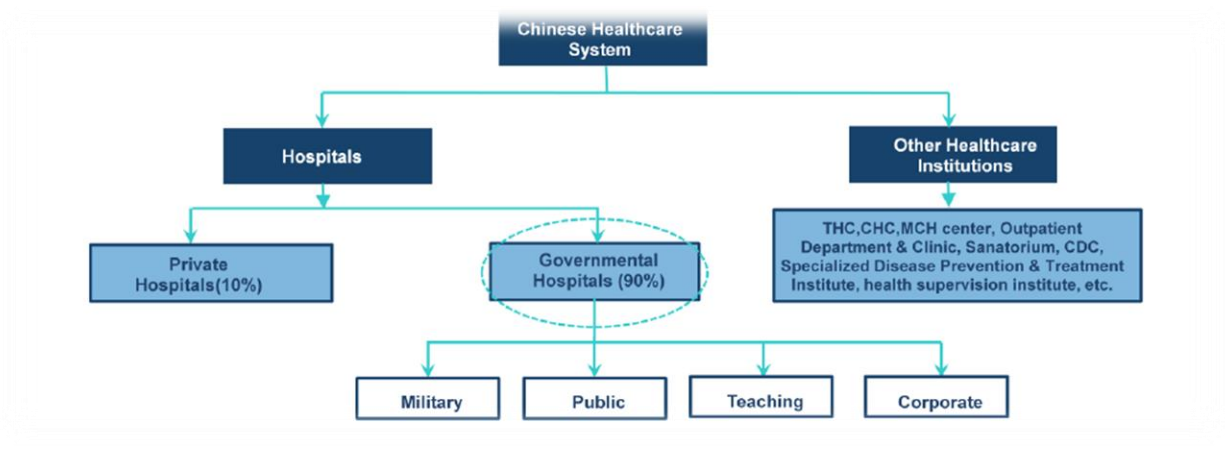 Chinese Healthcare
System
Hospitals
Other Healthcare
Institutions
Private
Hospitals(10%)
Governmental
Hospitals (90%)
THC,CHC,MCH center, Outpatient
Department & Clinic, Sanatorium, CDC,
Specialized Disease Prevention & Treatment
Institute, health supervision institute, etc.
Military
Public
Teaching
Corporate